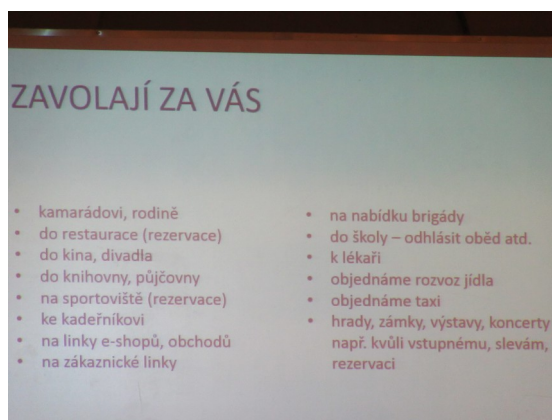 ZAVOLAJÍ ZA VÁS
• kamarádovi, rodině
• do restaurace (rezervace)
• do kina, divadla
• do knihovny, půjčovny
• na sportoviště (rezervace)
• ke kadeřníkovi
• na linky e-shopů, obchodů
• na zákaznické linky
• na nabídku brigády
• do školy – odhlásit oběd atd.
• k lékaři
• objednáme rozvoz jídla
• objednáme taxi
• hrady, zámky, výstavy, koncerty
např. kvůli vstupnému, slevám,
rezervaci